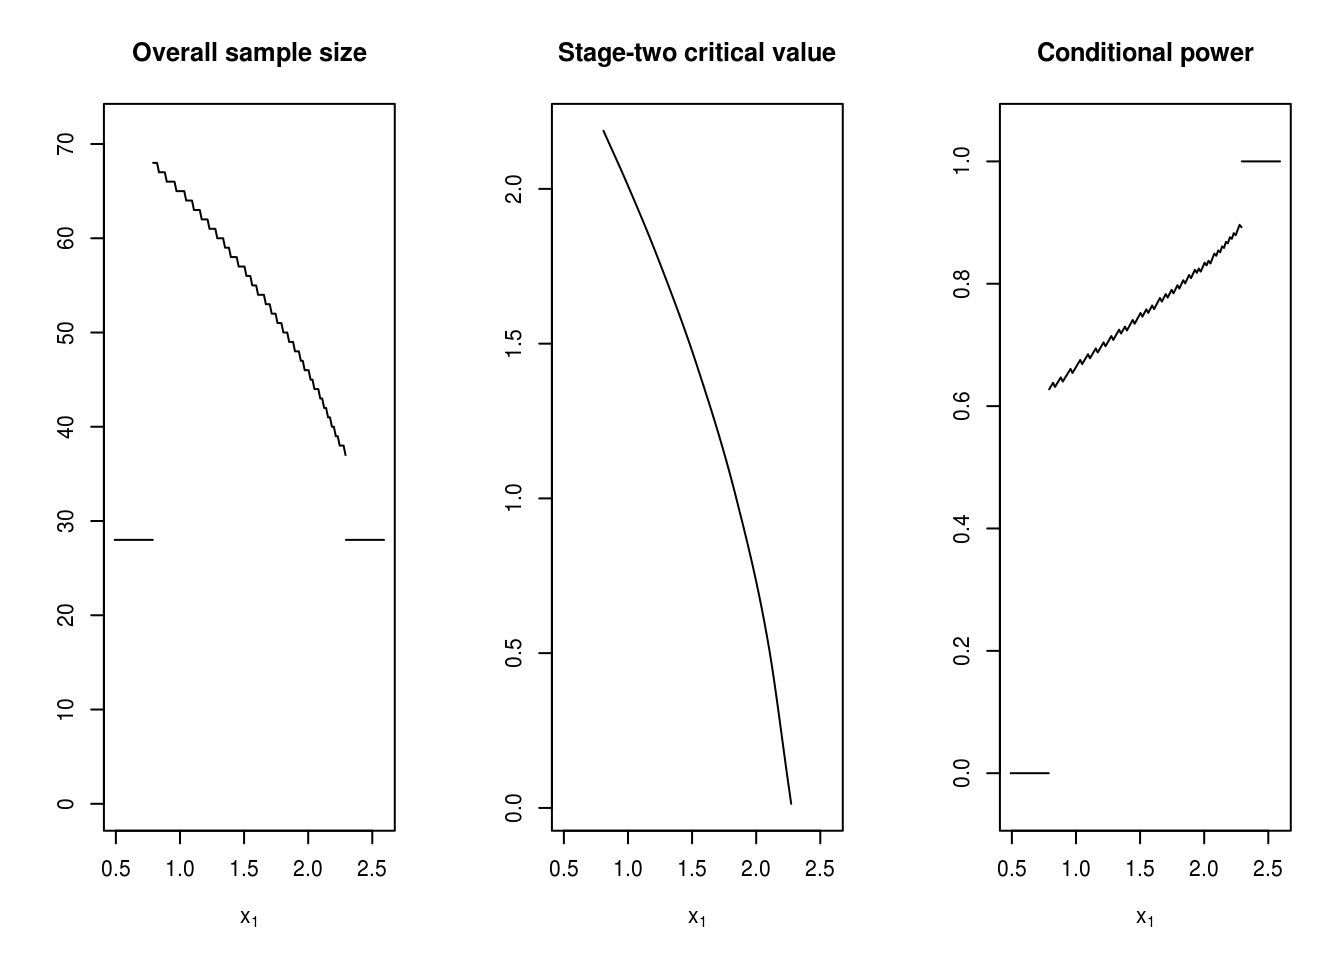 Overall sample size
70
60
50
40
30
20
10
0
0.5 1.0 1.5 2.0 2.5
x₁
Stage-two critical value
2.0
1.5
1.0
0.5
0.0
0.5 1.0 1.5 2.0 2.5
x₁
Conditional power
1.0
0.8
0.6
0.4
0.2
0.0
0.5 1.0 1.5 2.0 2.5
x₁